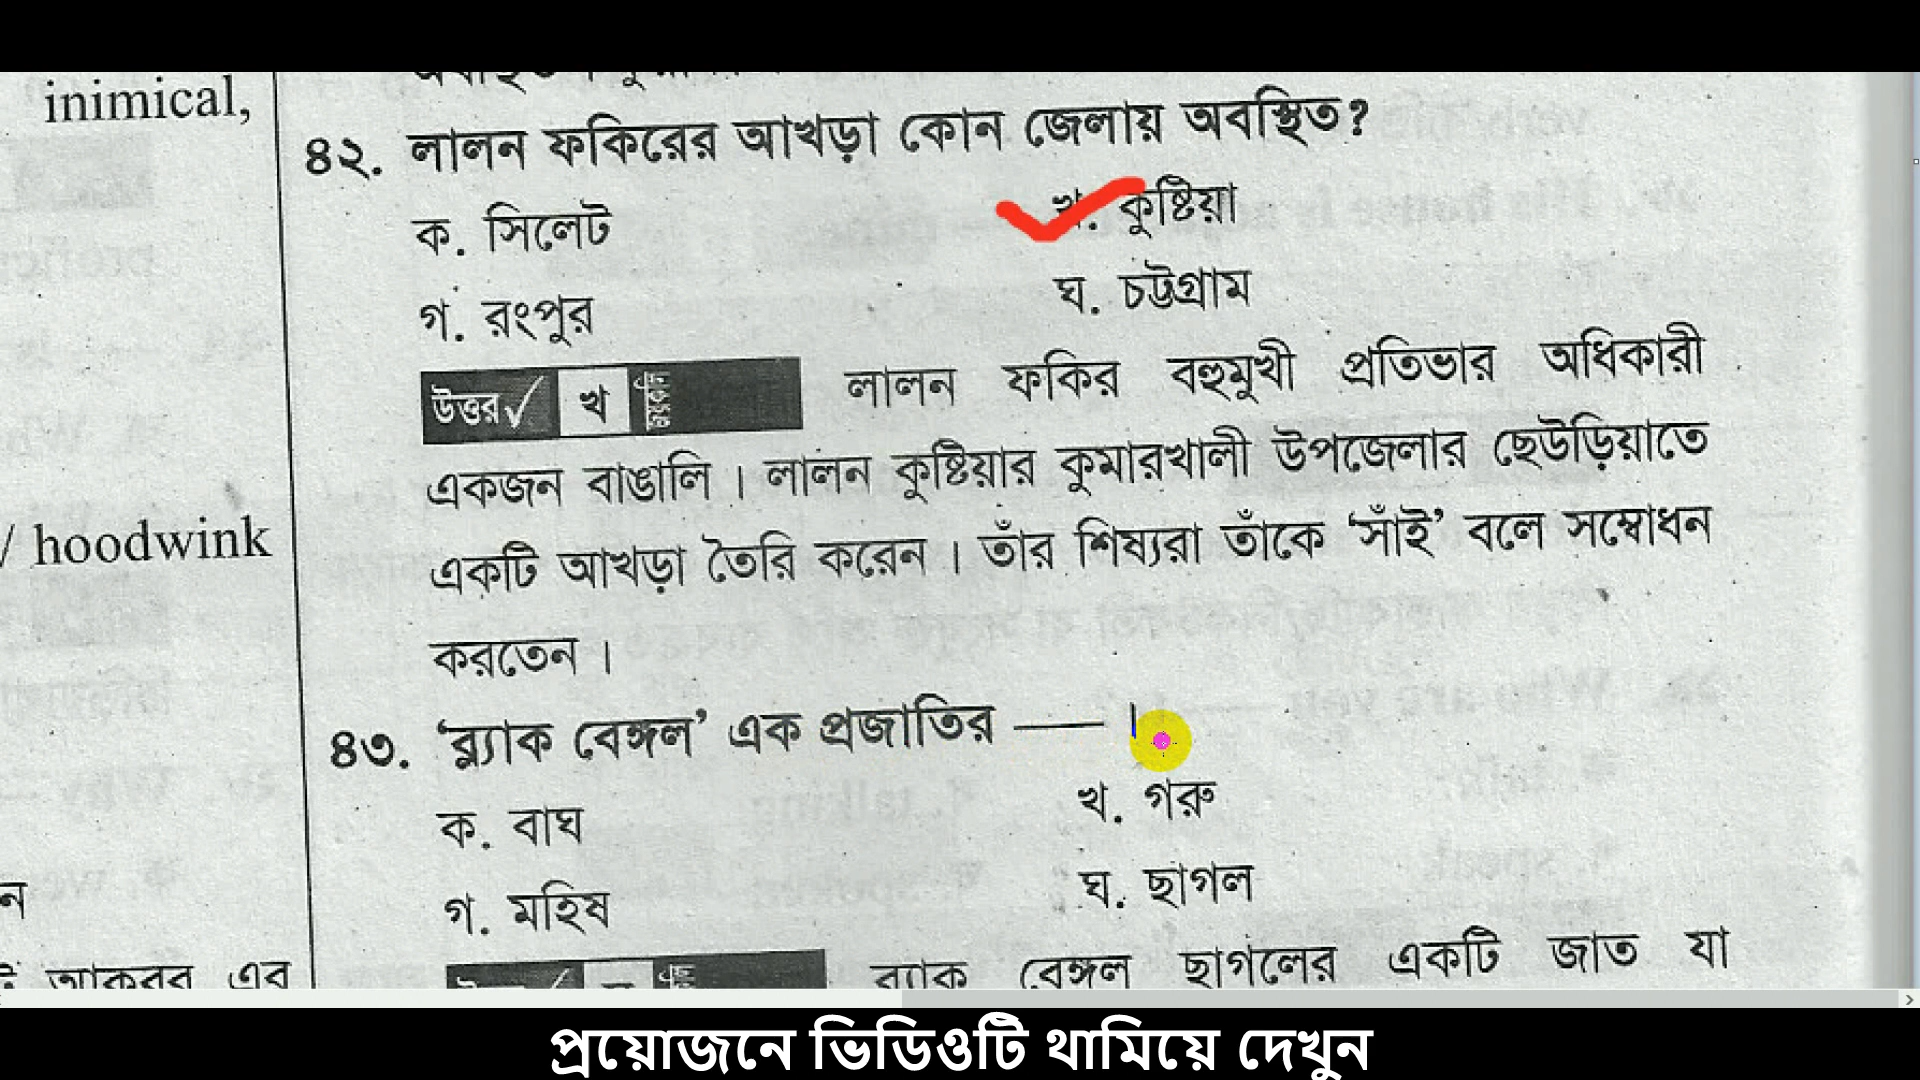 inimical,
/ hoodwink
ন
আকবর এর
৪২. লালন ফকিরের আখড়া কোন জেলায় অবস্থিত?
ক. সিলেট
খ. কুষ্টিয়া
গ. রংপুর
ঘ. চট্টগ্রাম
উত্তর✓ খ লালন ফকির বহুমুখী প্রতিভার অধিকারী
একজন বাঙালি। লালন কুষ্টিয়ার কুমারখালী উপজেলার ছেউড়িয়াতে
একটি আখড়া তৈরি করেন। তাঁর শিষ্যরা তাঁকে ‘সাঁই’ বলে সম্বোধন
করতেন।
৪৩. ‘ব্ল্যাক বেঙ্গল’ এক প্রজাতির —— ।
ক. বাঘ
খ. গরু
গ. মহিষ
ঘ. ছাগল
ব্যাক বেঙ্গল ছাগলের একটি জাত যা
প্রয়োজনে ভিডিওটি থামিয়ে দেখুন